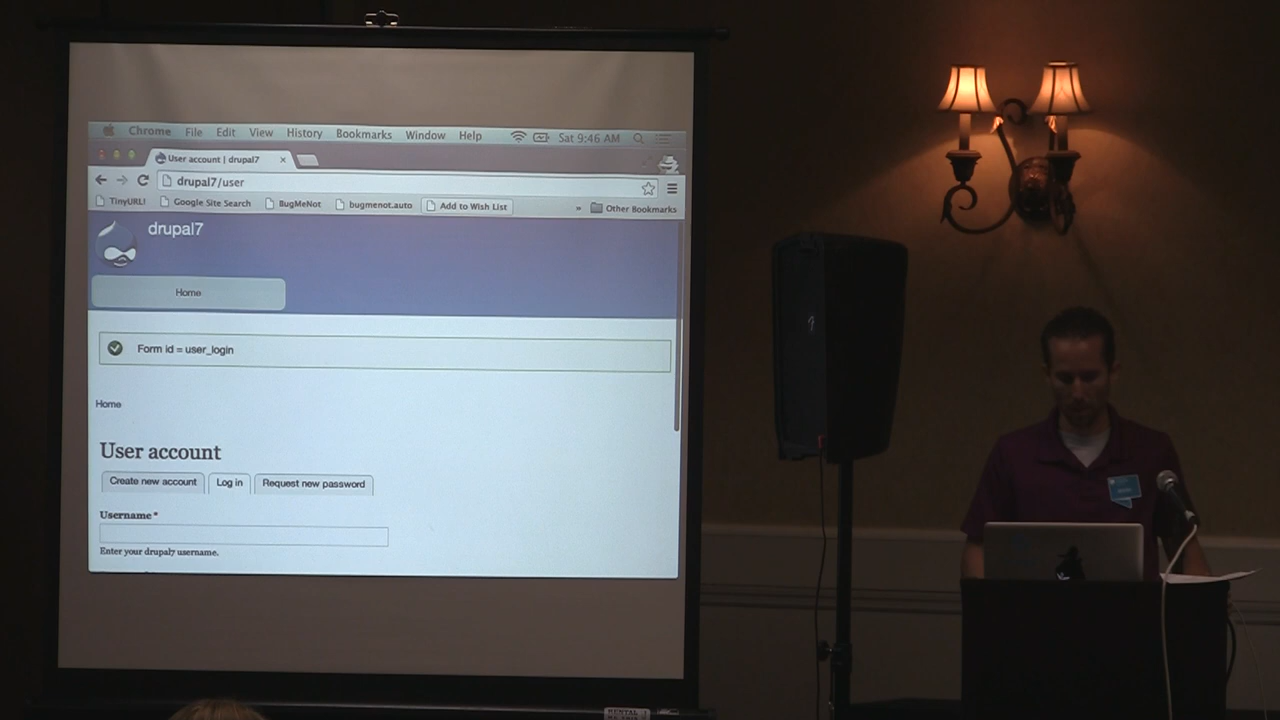 Chrome File Edit View History Bookmarks Window Help Sat 9:46 AM
User account | drupal7
drupal7/user
TinyURL! Google Site Search BugMeNot bugmenot.auto Add to Wish List » Other Bookmarks
drupal7
Home
Form id = user_login
Home
User account
Create new account Log in Request new password
Username *
Enter your drupal7 username.
RENTAL